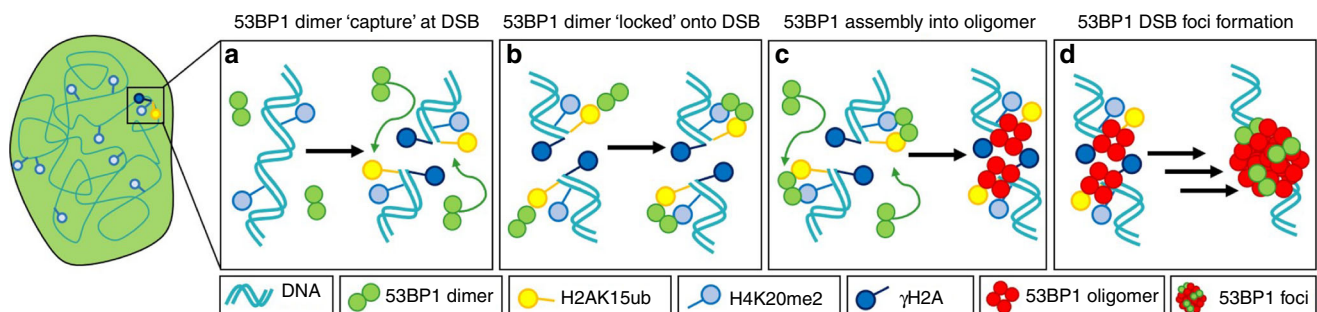 53BP1 dimer ‘capture’ at DSB
53BP1 dimer ‘locked’ onto DSB
53BP1 assembly into oligomer
53BP1 DSB foci formation
a
b
c
d
DNA
53BP1 dimer
H2AK15ub
H4K20me2
γH2A
53BP1 oligomer
53BP1 foci